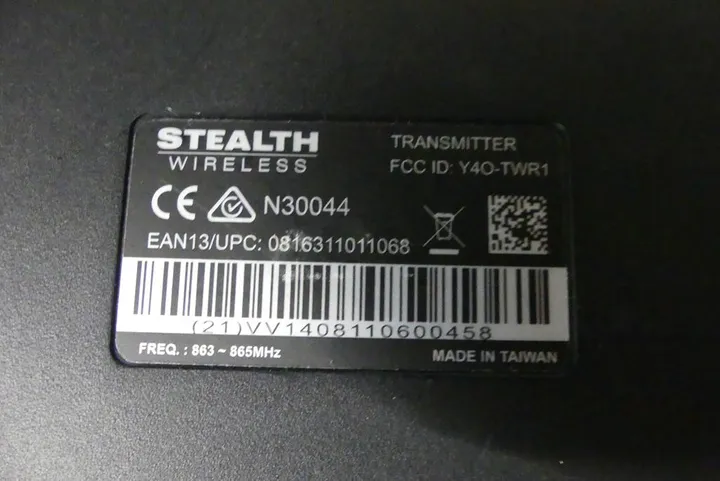 STEALTH
WIRELESS
TRANSMITTER
FCC ID: Y4O-TWR1
CE N30044
EAN13/UPC: 0816311011068
(21)VV1408110600458
FREQ. : 863 ~ 865MHz
MADE IN TAIWAN